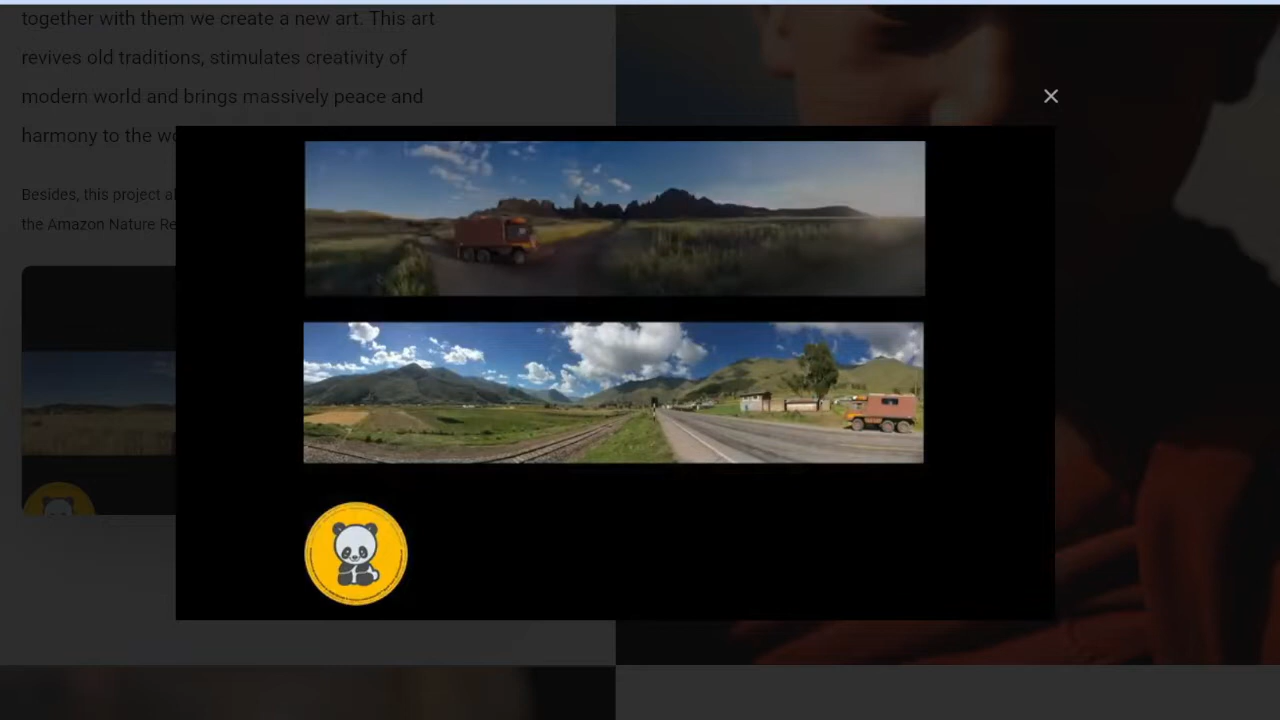 together with them we create a new art. This art
revives old traditions, stimulates creativity of
modern world and brings massively peace and
harmony to the
Besides, this project
the Amazon Nature